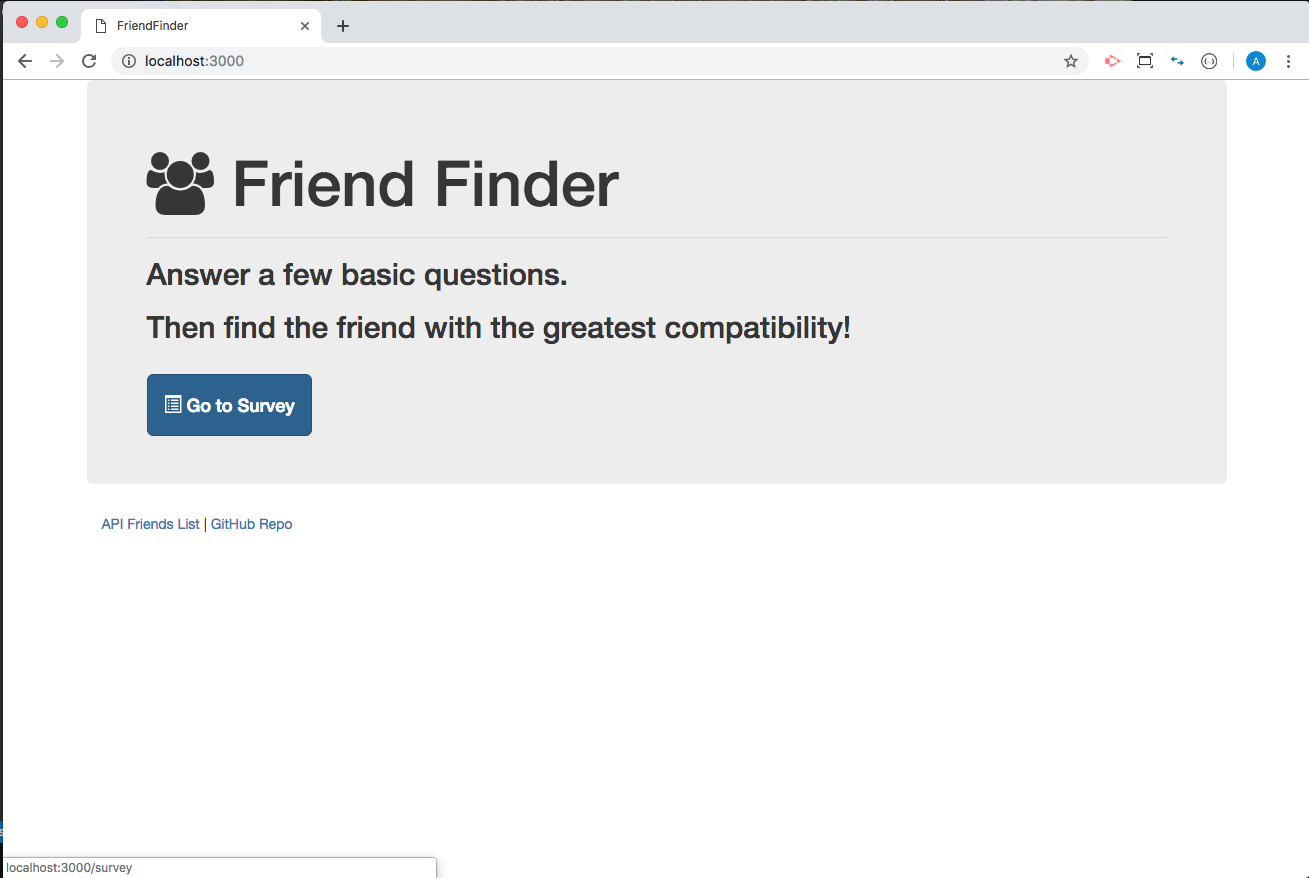 FriendFinder
localhost:3000
A
Friend Finder
Answer a few basic questions.
Then find the friend with the greatest compatibility!
Go to Survey
API Friends List | GitHub Repo
localhost:3000/survey